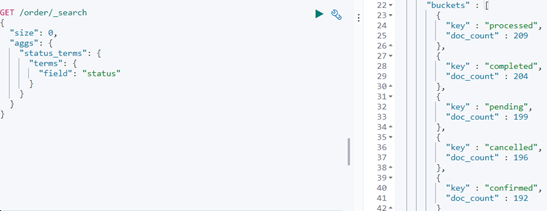 GET /order/_search
{
  "size": 0,
  "aggs": {
    "status_terms": {
      "terms": {
        "field": "status"
      }
    }
  }
}
22 "buckets" : [
23 {
24 "key" : "processed",
25 "doc_count" : 209
26 },
27 {
28 "key" : "completed",
29 "doc_count" : 204
30 },
31 {
32 "key" : "pending",
33 "doc_count" : 199
34 },
35 {
36 "key" : "cancelled",
37 "doc_count" : 196
38 },
39 {
40 "key" : "confirmed",
41 "doc_count" : 192
42 }